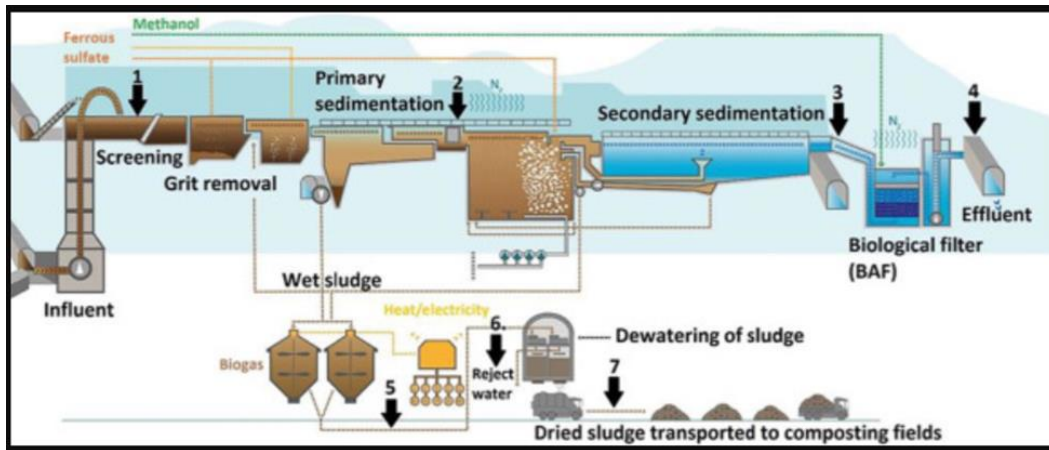 Methanol
Ferrous
sulfate
1
Primary
sedimentation
2
N₂
Secondary sedimentation
3
4
N₂
Screening
Grit removal
Effluent
Biological filter
(BAF)
Wet sludge
Influent
Heat/electricity
6.
Dewatering of sludge
Biogas
Reject
water
7
5
Dried sludge transported to composting fields